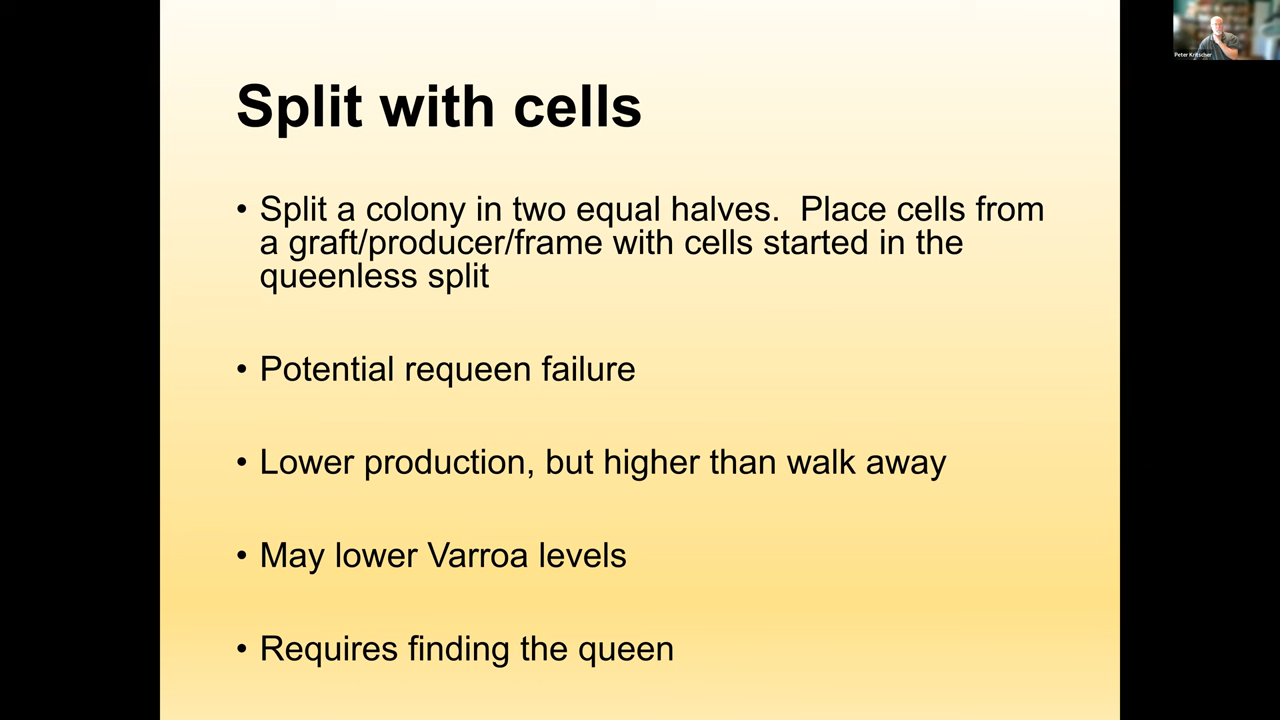 Split with cells
• Split a colony in two equal halves.  Place cells from
a graft/producer/frame with cells started in the
queenless split
• Potential requeen failure
• Lower production, but higher than walk away
• May lower Varroa levels
• Requires finding the queen
Peter Kritscher